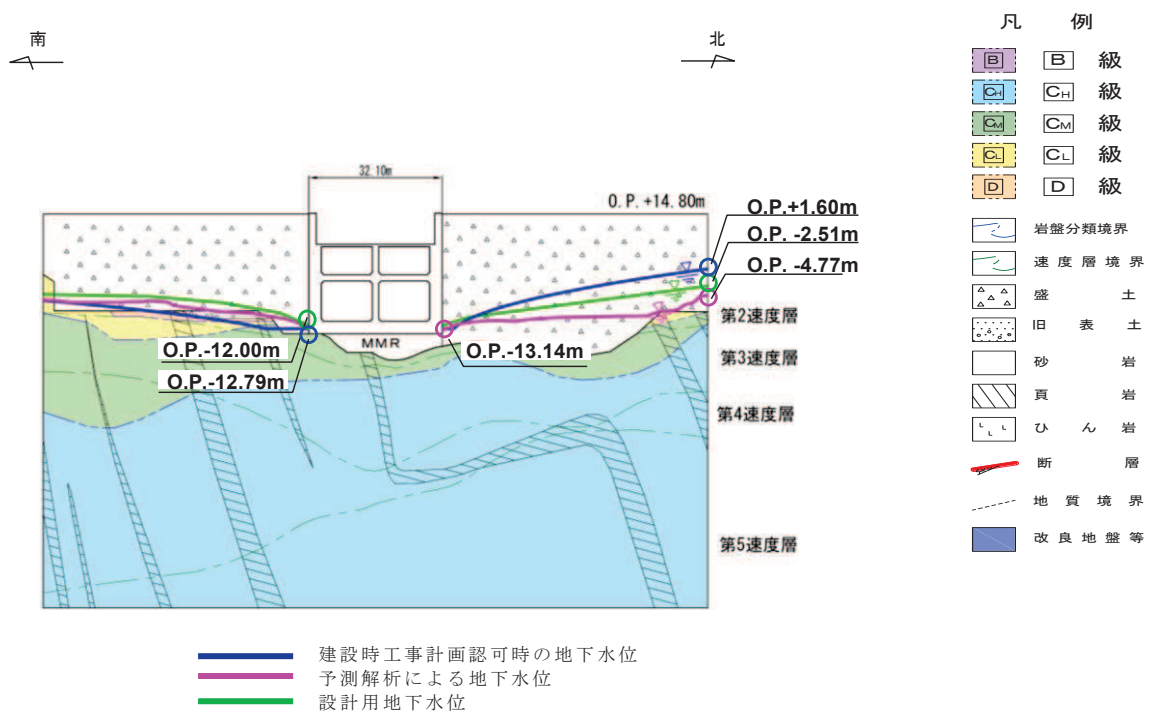 南
北
32.10m
O.P.+14.80m
O.P.+1.60m
O.P. -2.51m
O.P. -4.77m
第2速度層
MMR
O.P.-12.00m
O.P.-13.14m
第3速度層
O.P.-12.79m
第4速度層
第5速度層
建設時工事計画認可時の地下水位
予測解析による地下水位
設計用地下水位
凡 例
B B 級
CH CH 級
CM CM 級
CL CL 級
D D 級
岩盤分類境界
速度層境界
盛土
旧表土
砂岩
頁岩
ひん岩
断層
地質境界
改良地盤等